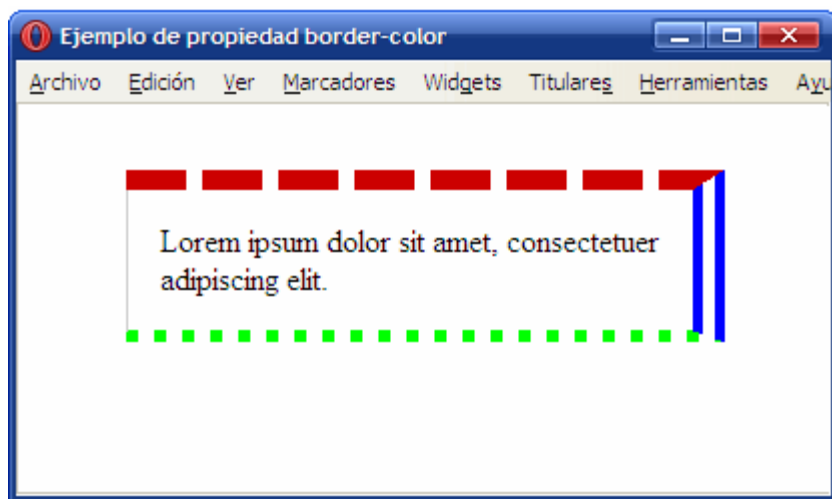 Ejemplo de propiedad border-color
Archivo Edición Ver Marcadores Widgets Titulares Herramientas Ayu
Lorem ipsum dolor sit amet, consectetuer
adipiscing elit.